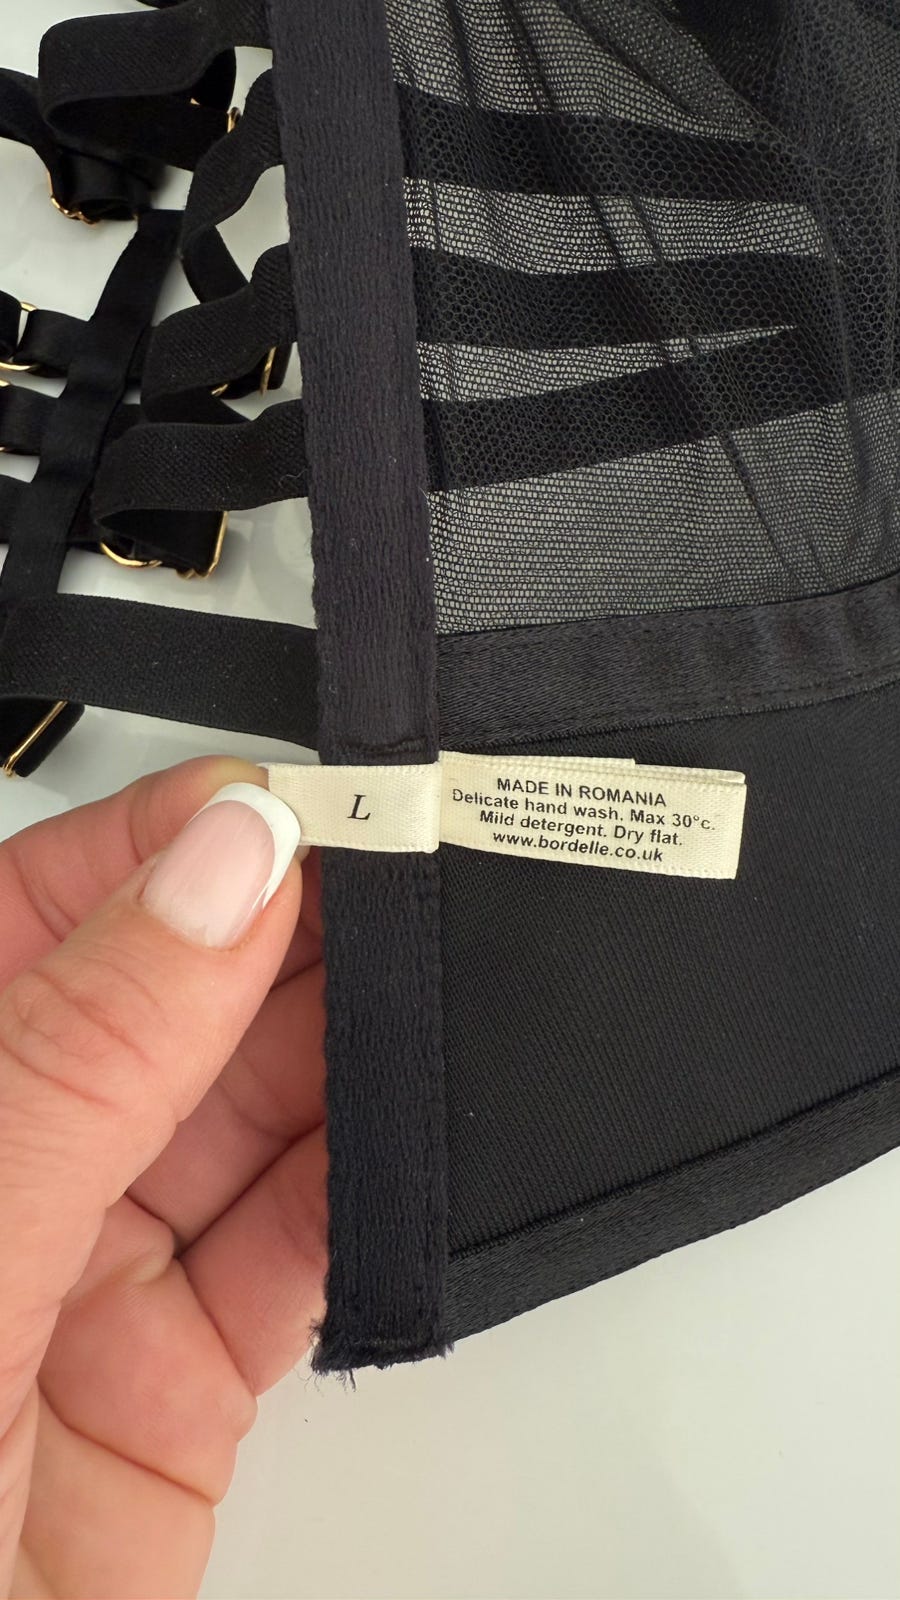 L
MADE IN ROMANIA
Delicate hand wash. Max 30°c.
Mild detergent. Dry flat.
www.bordelle.co.uk